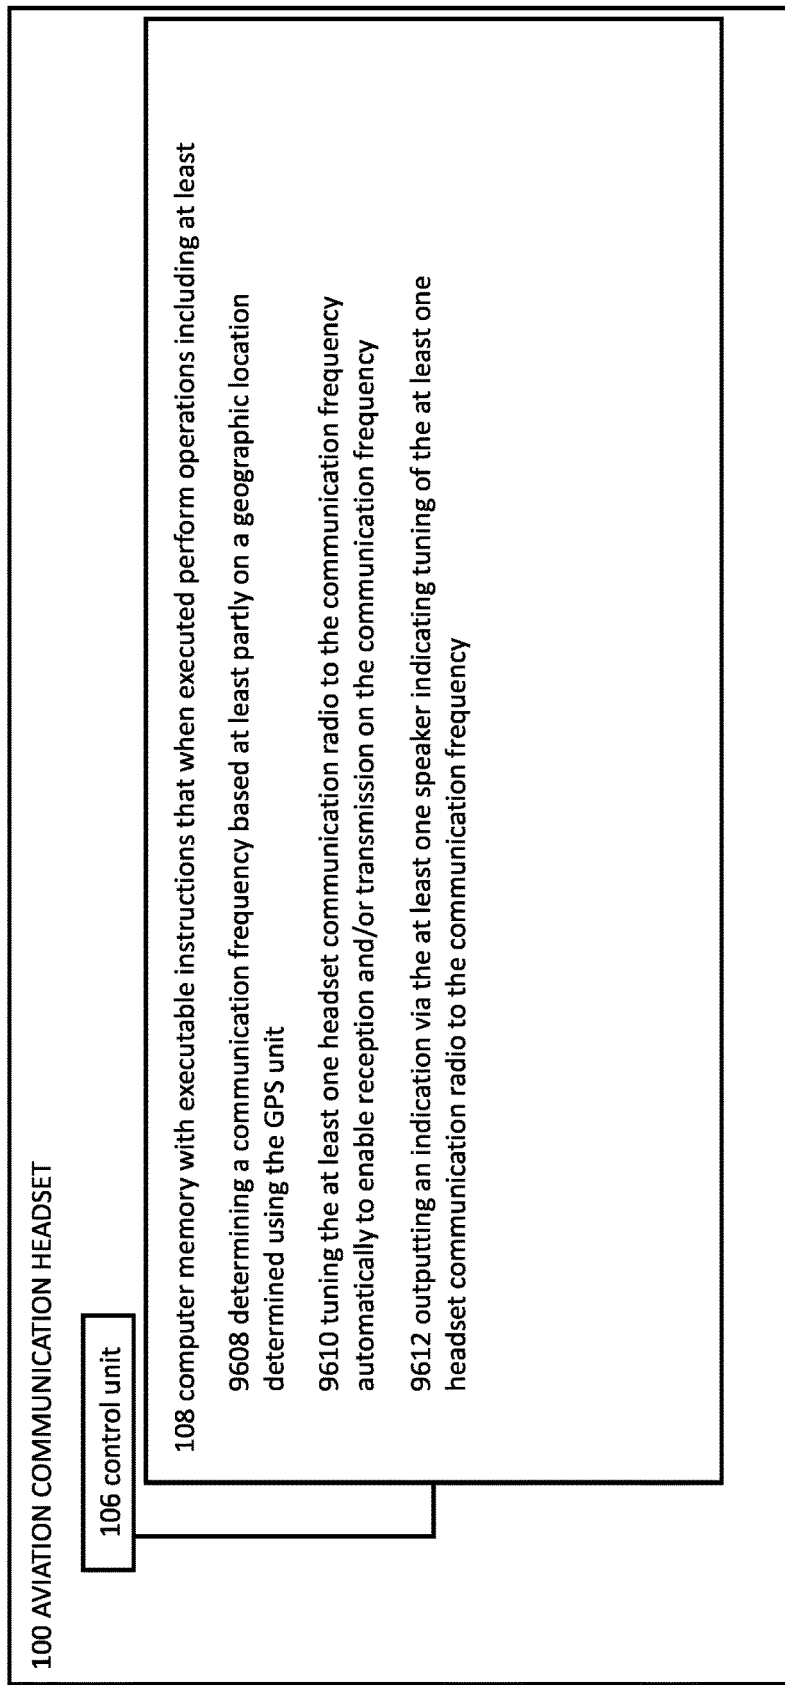 100 AVIATION COMMUNICATION HEADSET
106 control unit
108 computer memory with executable instructions that when executed perform operations including at least
9608 determining a communication frequency based at least partly on a geographic location
determined using the GPS unit
9610 tuning the at least one headset communication radio to the communication frequency
automatically to enable reception and/or transmission on the communication frequency
9612 outputting an indication via the at least one speaker indicating tuning of the at least one
headset communication radio to the communication frequency